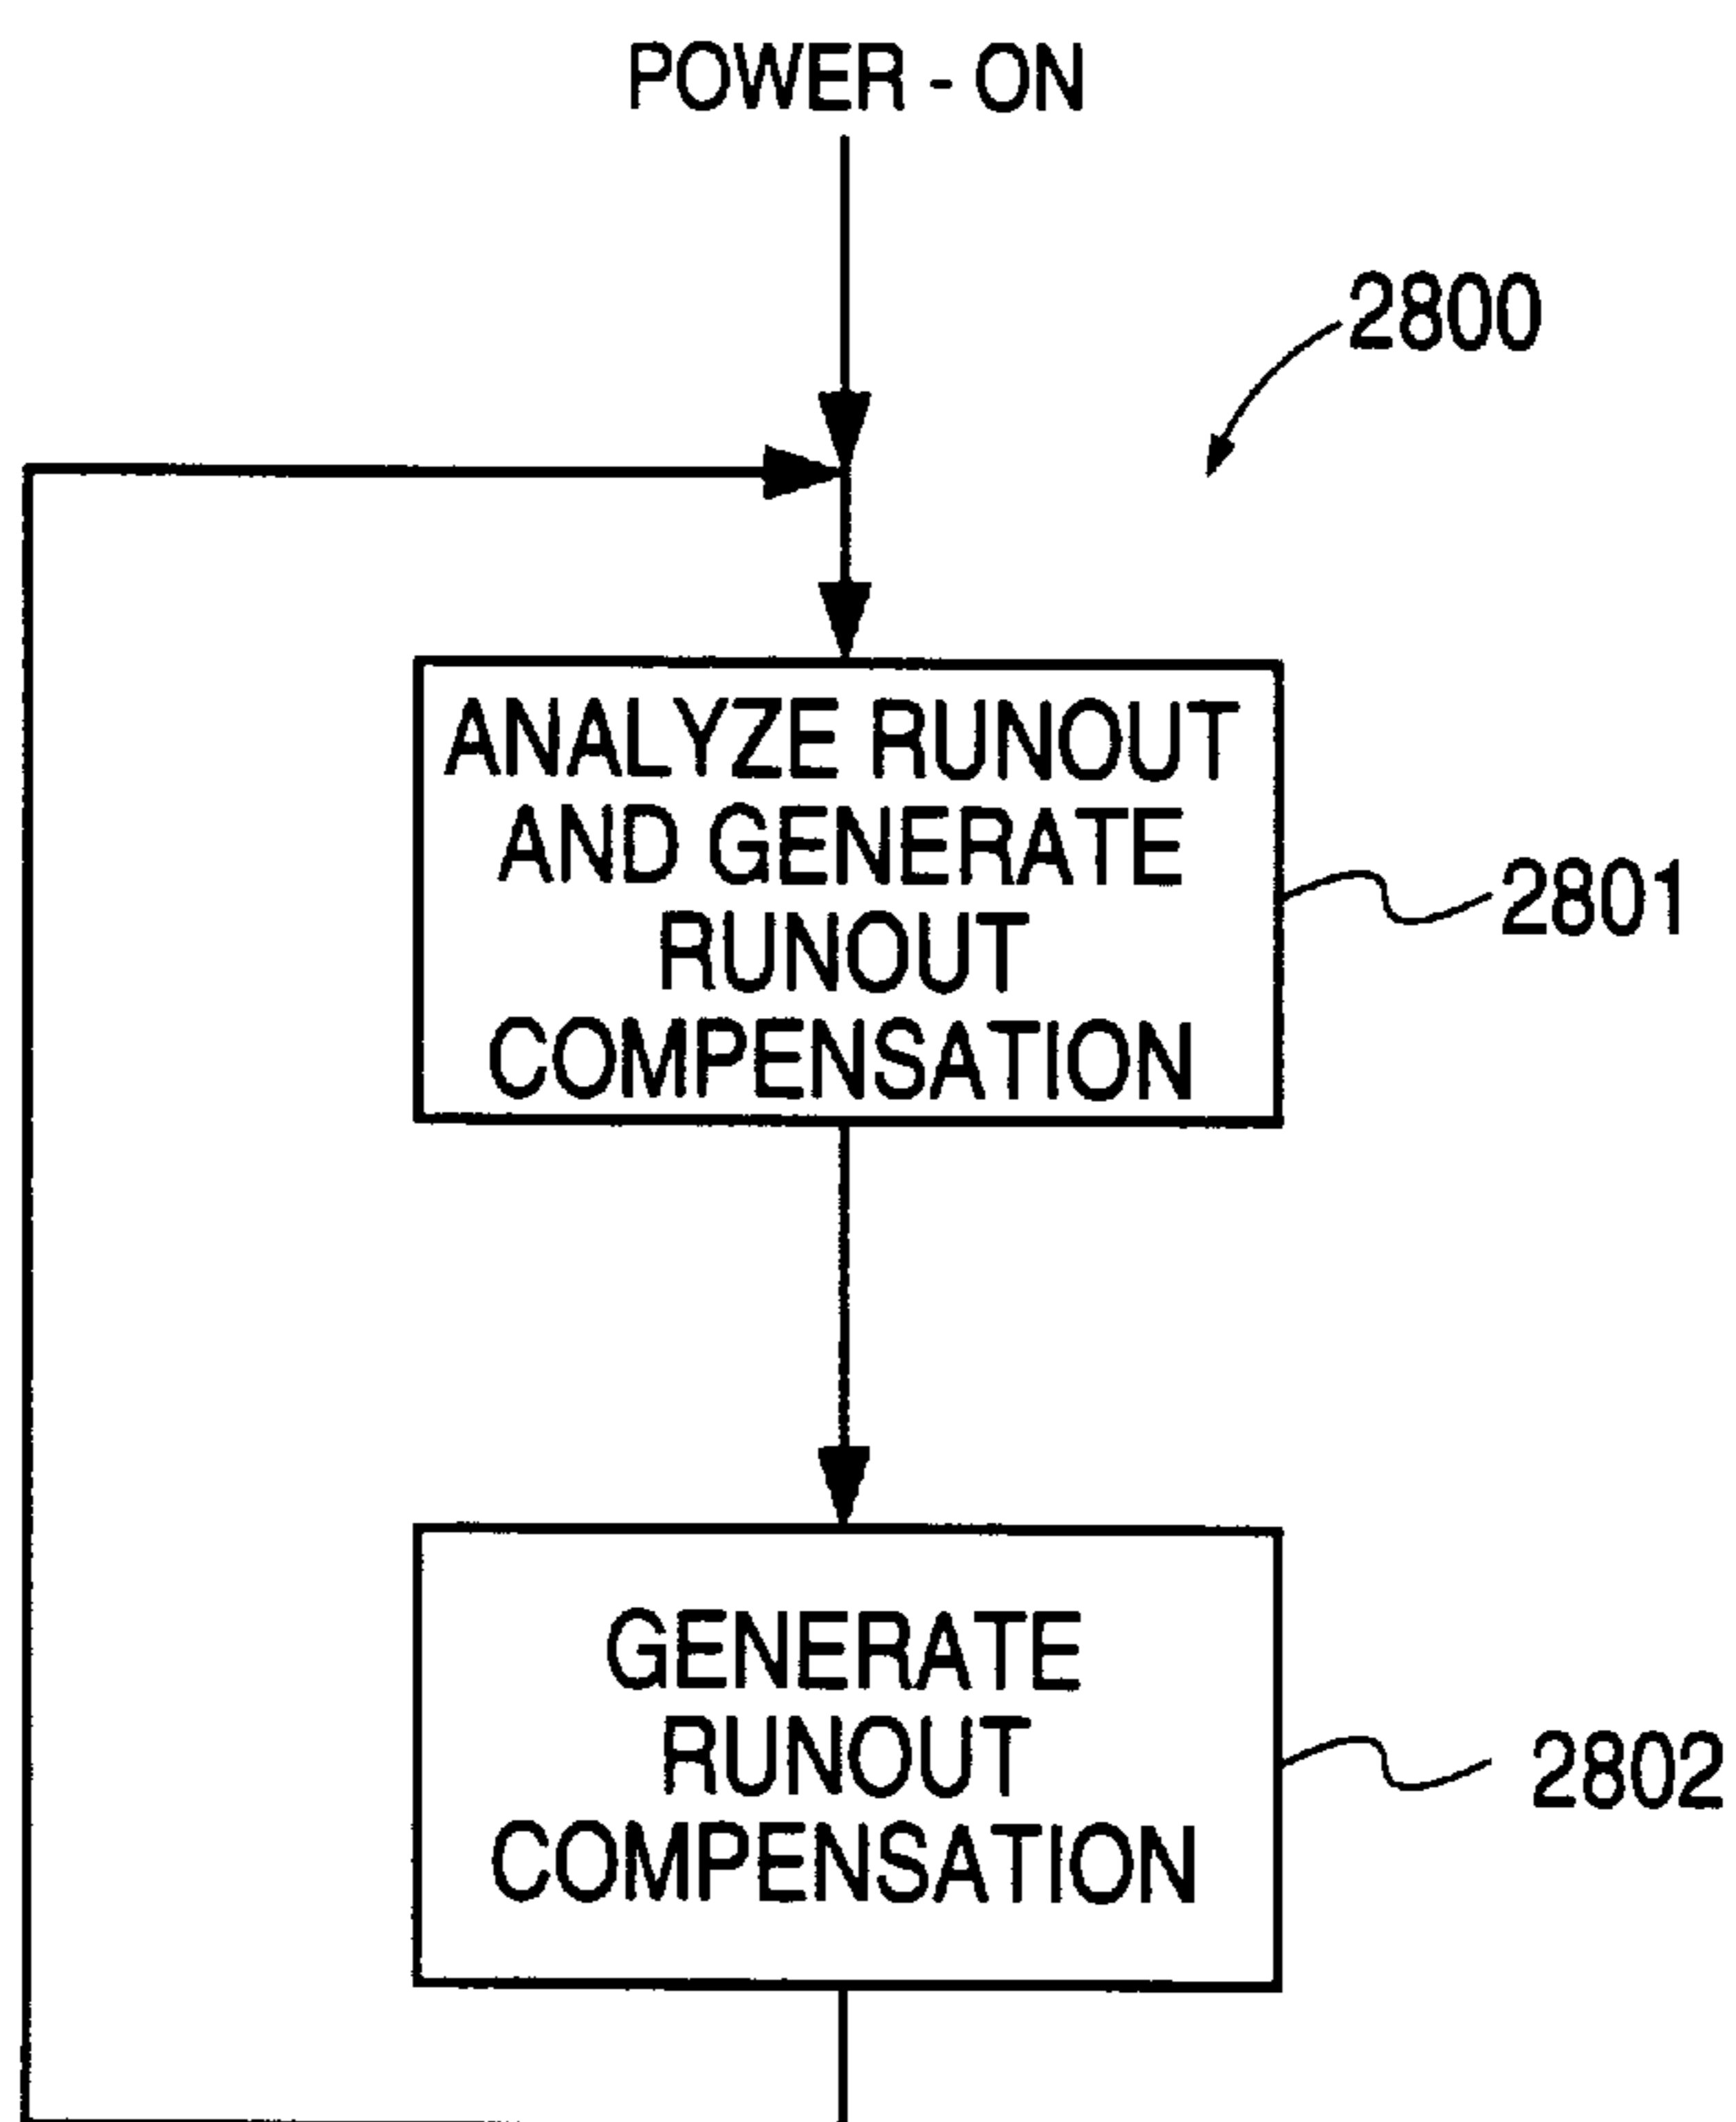 POWER - ON
2800
ANALYZE RUNOUT
AND GENERATE
RUNOUT
COMPENSATION
2801
GENERATE
RUNOUT
COMPENSATION
2802